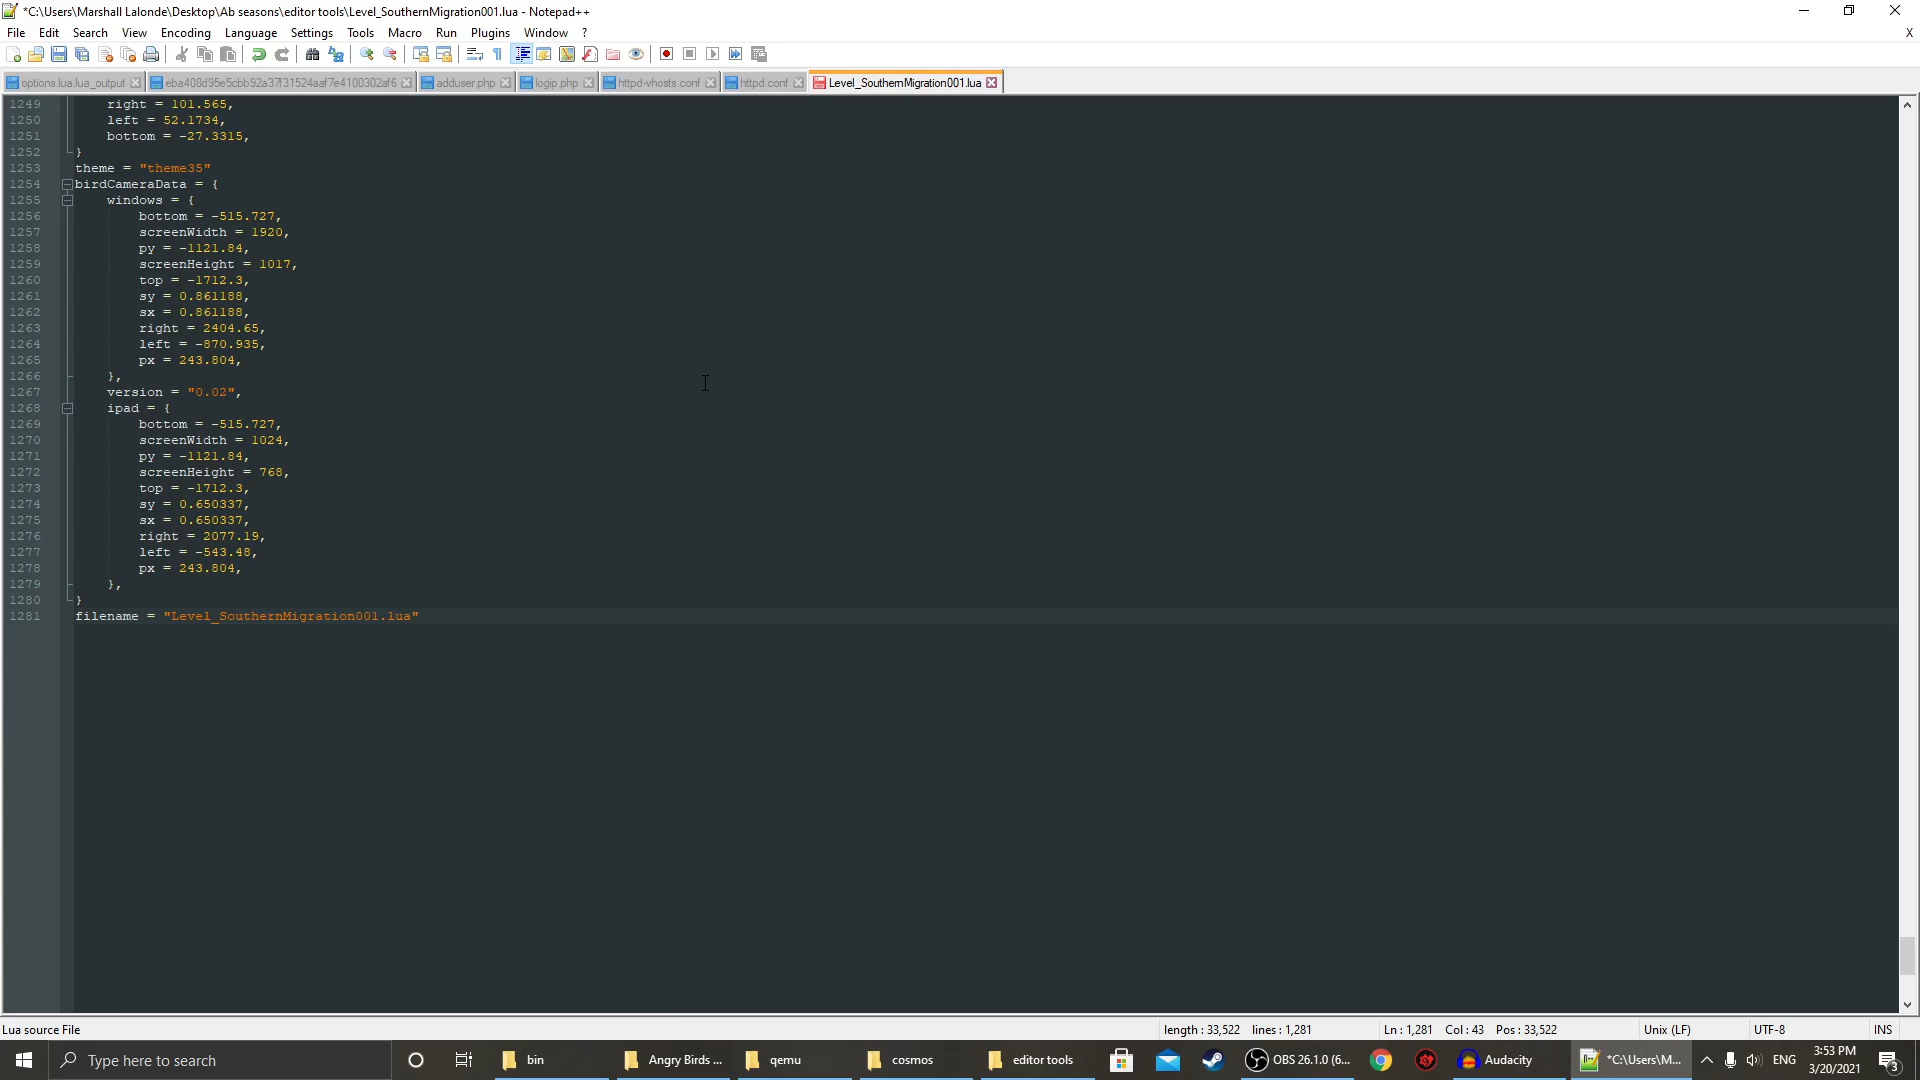 *C:\Users\Marshall Lalonde\Desktop\Ab seasons\editor tools\Level_SouthernMigration001.lua - Notepad++
File Edit Search View Encoding Language Settings Tools Macro Run Plugins Window ? X
options.lua.lua_output eba408d95e5cbb92a37f31524aaf7e4100302af6 adduser.php login.php httpd-vhosts.conf httpd.conf Level_SouthernMigration001.lua
1249 right = 101.565,
1250 left = 52.1734,
1251 bottom = -27.3315,
1252 }
1253 theme = "theme35"
1254 birdCameraData = {
1255 windows = {
1256 bottom = -515.727,
1257 screenWidth = 1920,
1258 py = -1121.84,
1259 screenHeight = 1017,
1260 top = -1712.3,
1261 sy = 0.861188,
1262 sx = 0.861188,
1263 right = 2404.65,
1264 left = -870.935,
1265 px = 243.804,
1266 },
1267 version = "0.02",
1268 ipad = {
1269 bottom = -515.727,
1270 screenWidth = 1024,
1271 py = -1121.84,
1272 screenHeight = 768,
1273 top = -1712.3,
1274 sy = 0.650337,
1275 sx = 0.650337,
1276 right = 2077.19,
1277 left = -543.48,
1278 px = 243.804,
1279 },
1280 }
1281 filename = "Level_SouthernMigration001.lua"
Lua source File length : 33,522 lines : 1,281 Ln : 1,281 Col : 43 Pos : 33,522 Unix (LF) UTF-8 INS
Type here to search bin Angry Birds ... qemu cosmos editor tools OBS 26.1.0 (6... Audacity *C:\Users\M... ENG 3:53 PM
3/20/2021 3